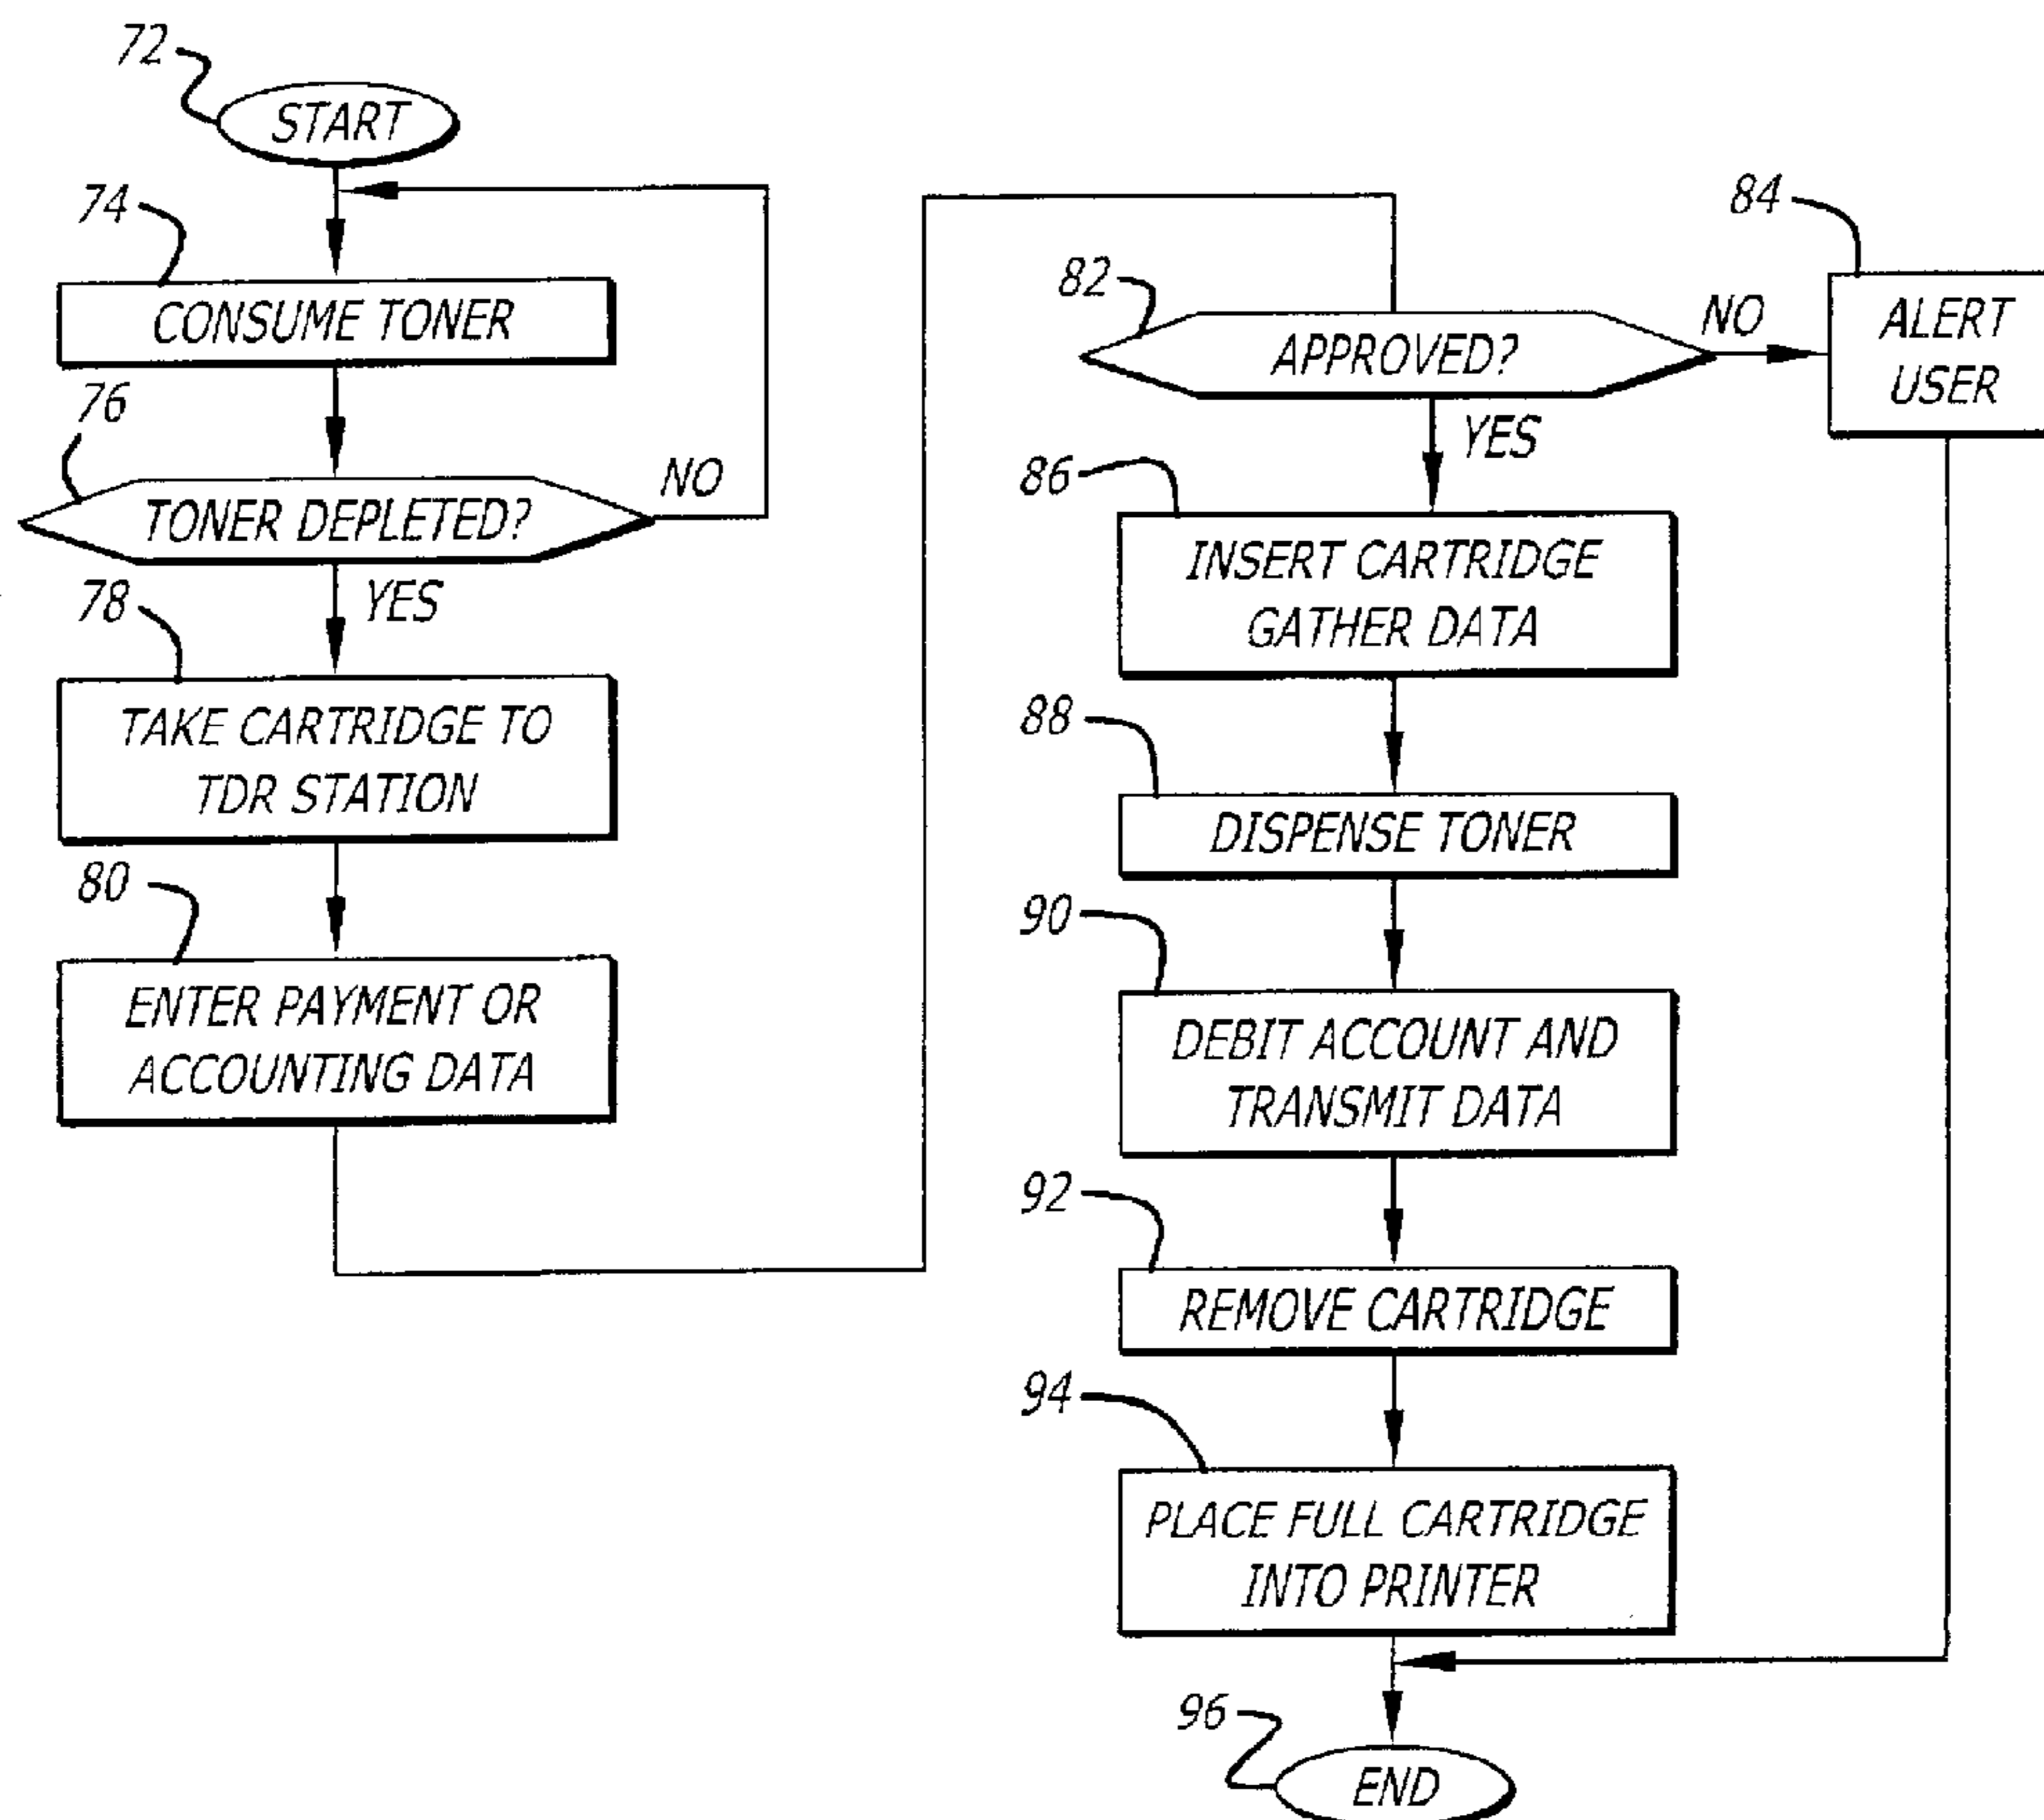 72
START
74
CONSUME TONER
76
TONER DEPLETED?
NO
YES
78
TAKE CARTRIDGE TO
TDR STATION
80
ENTER PAYMENT OR
ACCOUNTING DATA
82
APPROVED?
NO
84
ALERT
USER
YES
86
INSERT CARTRIDGE
GATHER DATA
88
DISPENSE TONER
90
DEBIT ACCOUNT AND
TRANSMIT DATA
92
REMOVE CARTRIDGE
94
PLACE FULL CARTRIDGE
INTO PRINTER
96
END